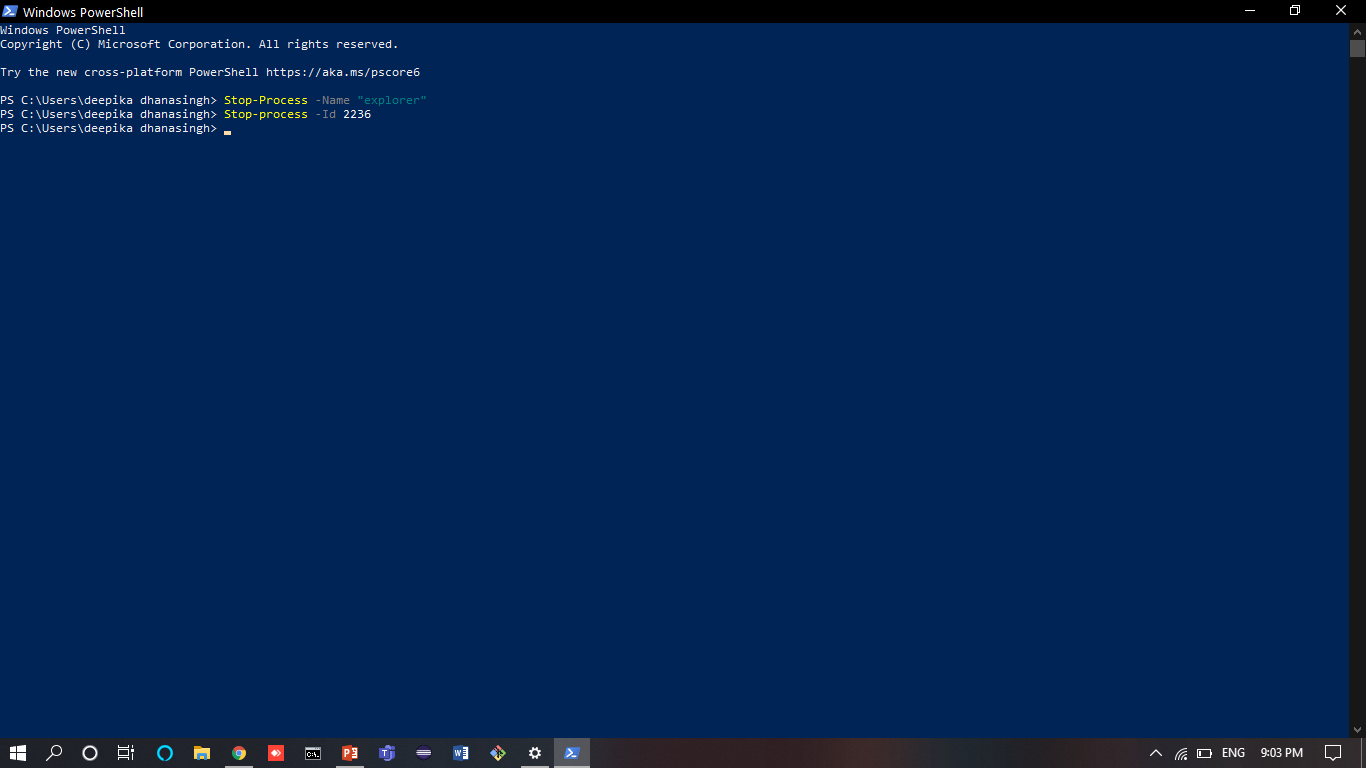 Windows PowerShell
Windows PowerShell
Copyright (C) Microsoft Corporation. All rights reserved.
Try the new cross-platform PowerShell https://aka.ms/pscore6
PS C:\Users\deepika dhanasingh> Stop-Process -Name "explorer"
PS C:\Users\deepika dhanasingh> Stop-process -Id 2236
PS C:\Users\deepika dhanasingh>
ENG 9:03 PM